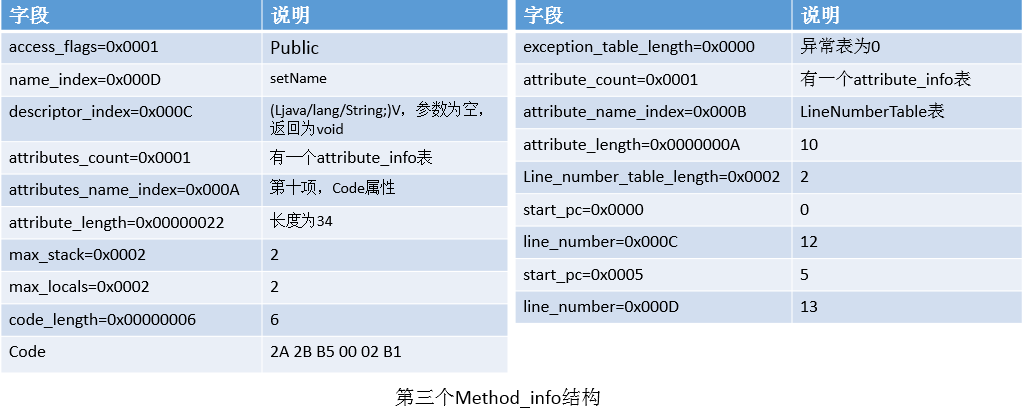 字段 说明
access_flags=0x0001 Public
name_index=0x000D setName
descriptor_index=0x000C (Ljava/lang/String;)V，参数为空，
返回为void
attributes_count=0x0001 有一个attribute_info表
attributes_name_index=0x000A 第十项，Code属性
attribute_length=0x00000022 长度为34
max_stack=0x0002 2
max_locals=0x0002 2
code_length=0x00000006 6
Code 2A 2B B5 00 02 B1
字段 说明
exception_table_length=0x0000 异常表为0
attribute_count=0x0001 有一个attribute_info表
attribute_name_index=0x000B LineNumberTable表
attribute_length=0x0000000A 10
Line_number_table_length=0x0002 2
start_pc=0x0000 0
line_number=0x000C 12
start_pc=0x0005 5
line_number=0x000D 13
第三个Method_info结构